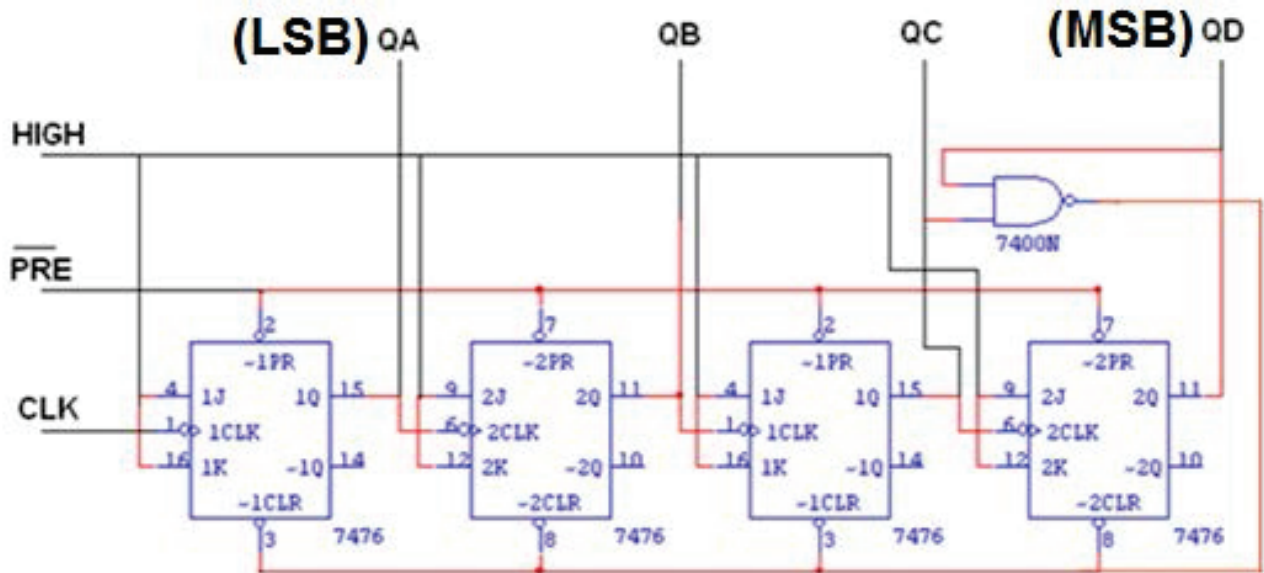 (LSB) QA QB QC (MSB) QD
HIGH
7400N
PRE
2 7 2 7
~1PR ~2PR ~1PR ~2PR
4 1J 1Q 15 9 2J 2Q 11 4 1J 1Q 15 9 2J 2Q 11
CLK 1 1CLK 6 2CLK 1 1CLK 6 2CLK
16 1K ~1Q 14 12 2K ~2Q 10 16 1K ~1Q 14 12 2K ~2Q 10
~1CLR ~2CLR ~1CLR ~2CLR
3 7476 8 7476 3 7476 8 7476